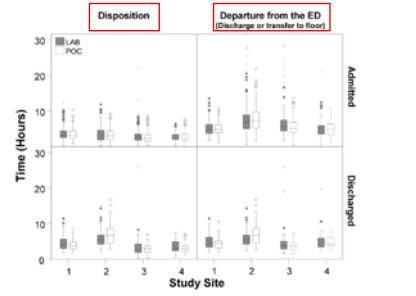 Disposition
Departure from the ED
(Discharge or transfer to floor)
LAB
POC
30
20
10
0
Admitted
30
20
10
0
Discharged
Time (Hours)
1 2 3 4 1 2 3 4
Study Site